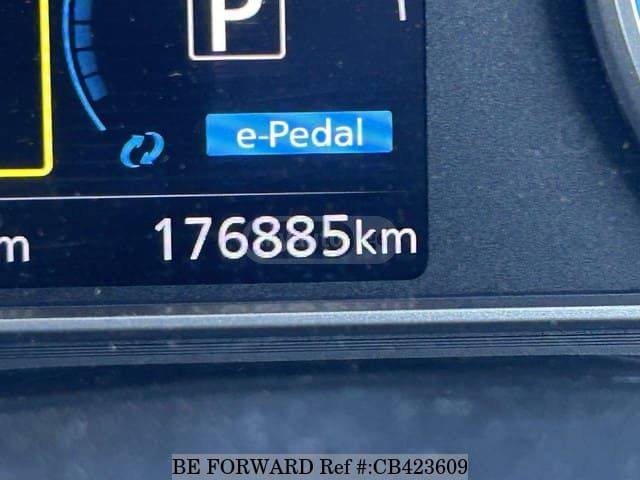 P
e-Pedal
m
176885km
BE FORWARD Ref #:CB423609